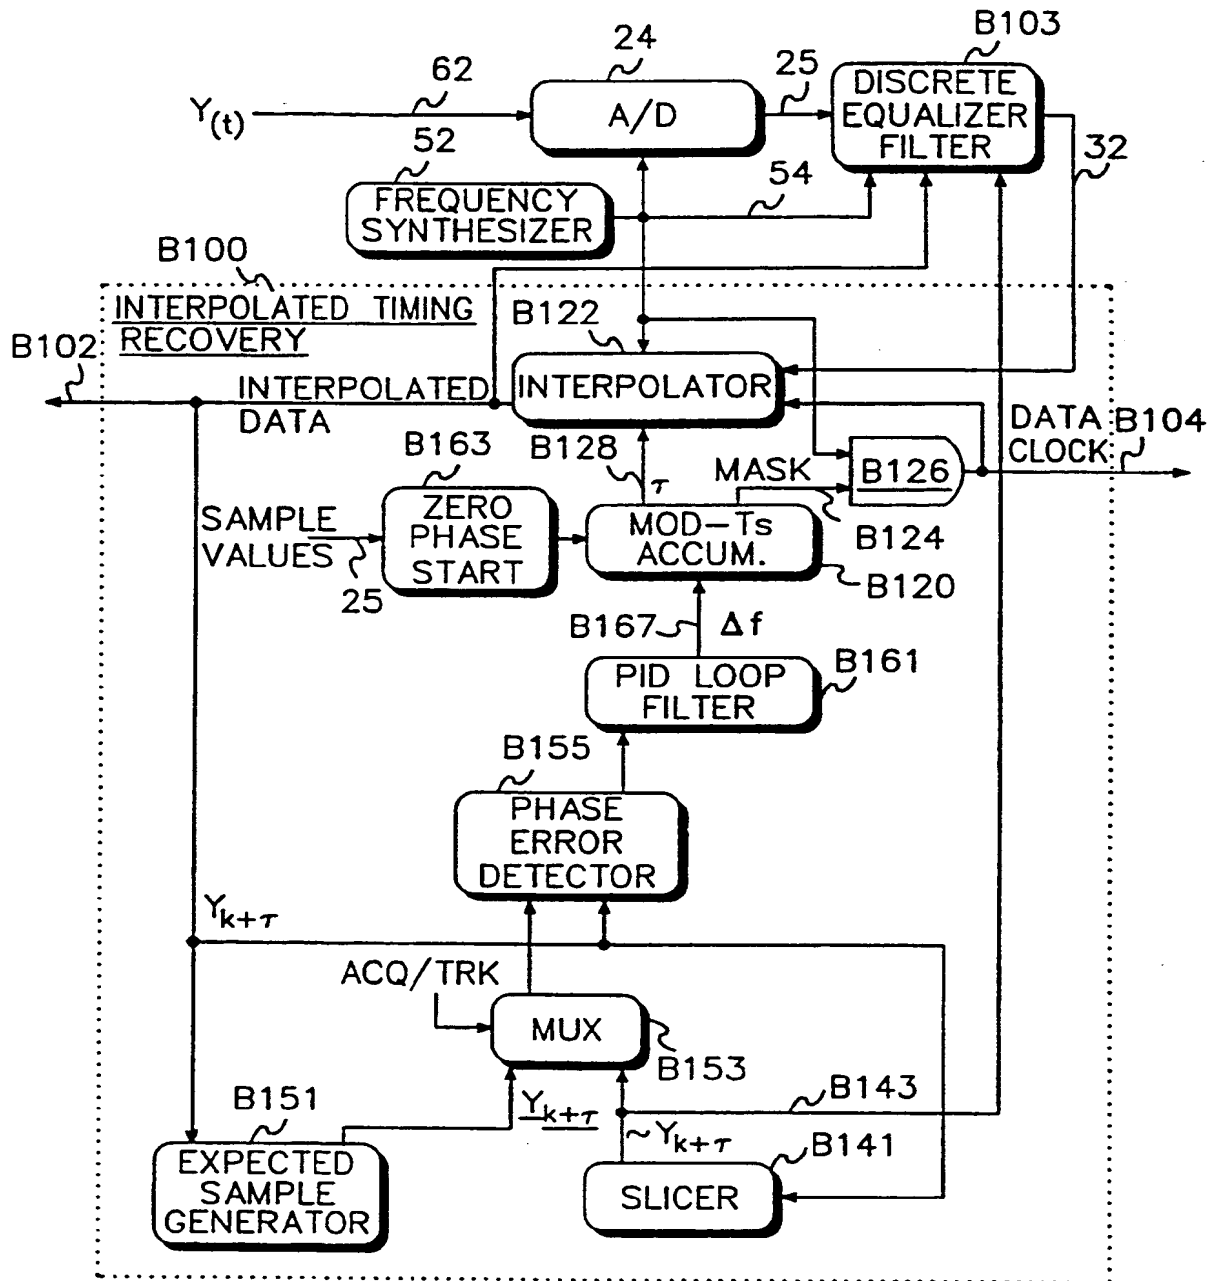 24
B103
62
25
Y(t)
A/D
DISCRETE
EQUALIZER
FILTER
52
32
54
FREQUENCY
SYNTHESIZER
B100
INTERPOLATED TIMING
RECOVERY
B122
B102
INTERPOLATOR
INTERPOLATED
DATA
DATA
CLOCK
B104
B163
B128
τ
MASK
B126
SAMPLE
VALUES
25
ZERO
PHASE
START
MOD-Ts
ACCUM.
B124
B120
B167
Δf
PID LOOP
FILTER
B161
B155
PHASE
ERROR
DETECTOR
Yk+τ
ACQ/TRK
MUX
B153
B151
Yk+τ
B143
~Yk+τ
B141
EXPECTED
SAMPLE
GENERATOR
SLICER